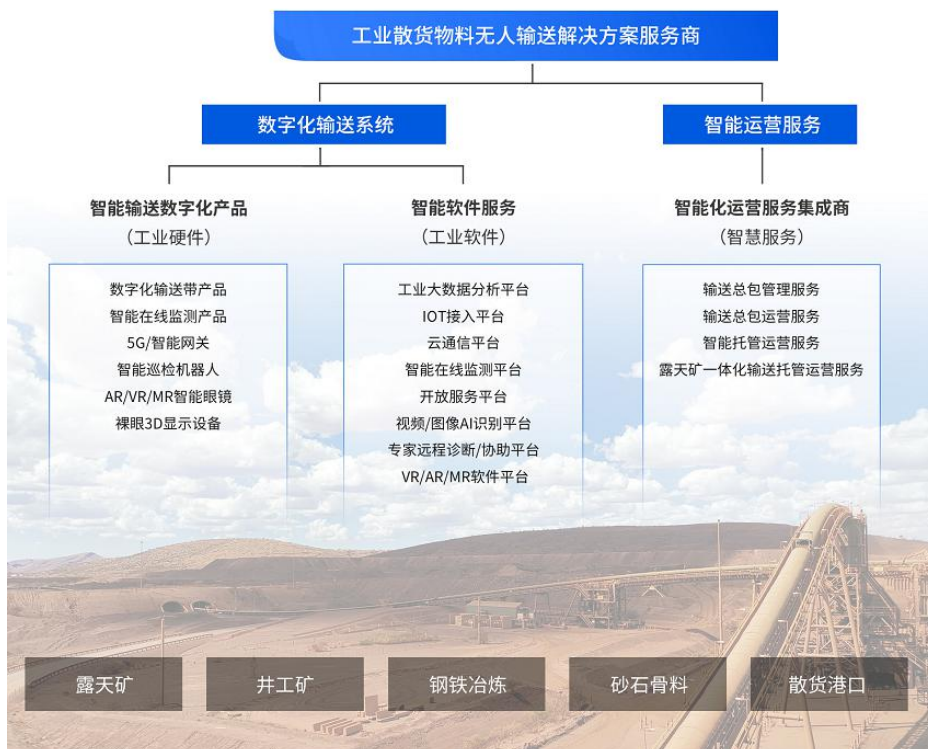 工业散货物料无人输送解决方案服务商
数字化输送系统
智能运营服务
智能输送数字化产品
（工业硬件）
数字化输送带产品
智能在线监测产品
5G/智能网关
智能巡检机器人
AR/VR/MR智能眼镜
裸眼3D显示设备
智能软件服务
（工业软件）
工业大数据分析平台
IOT接入平台
云通信平台
智能在线监测平台
开放服务平台
视频/图像AI识别平台
专家远程诊断/协助平台
VR/AR/MR软件平台
智能化运营服务集成商
（智慧服务）
输送总包管理服务
输送总包运营服务
智能托管运营服务
露天矿一体化输送托管运营服务
露天矿
井工矿
钢铁冶炼
砂石骨料
散货港口